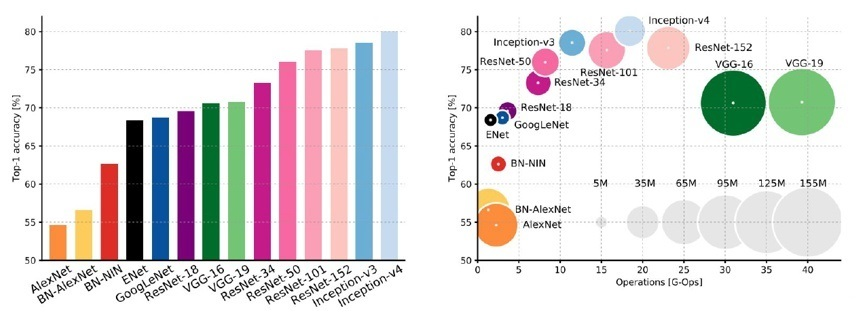 Top-1 accuracy [%]
80
75
70
65
60
55
50
AlexNet
BN-AlexNet
BN-NIN
ENet
GoogLeNet
ResNet-18
VGG-16
VGG-19
ResNet-34
ResNet-50
ResNet-101
ResNet-152
Inception-v3
Inception-v4
Top-1 accuracy [%]
80
75
70
65
60
55
50
Inception-v4
Inception-v3
ResNet-152
ResNet-50
ResNet-101
VGG-16
VGG-19
ResNet-34
ResNet-18
GoogLeNet
ENet
BN-NIN
5M 35M 65M 95M 125M 155M
BN-AlexNet
AlexNet
0 5 10 15 20 25 30 35 40
Operations [G-Ops]